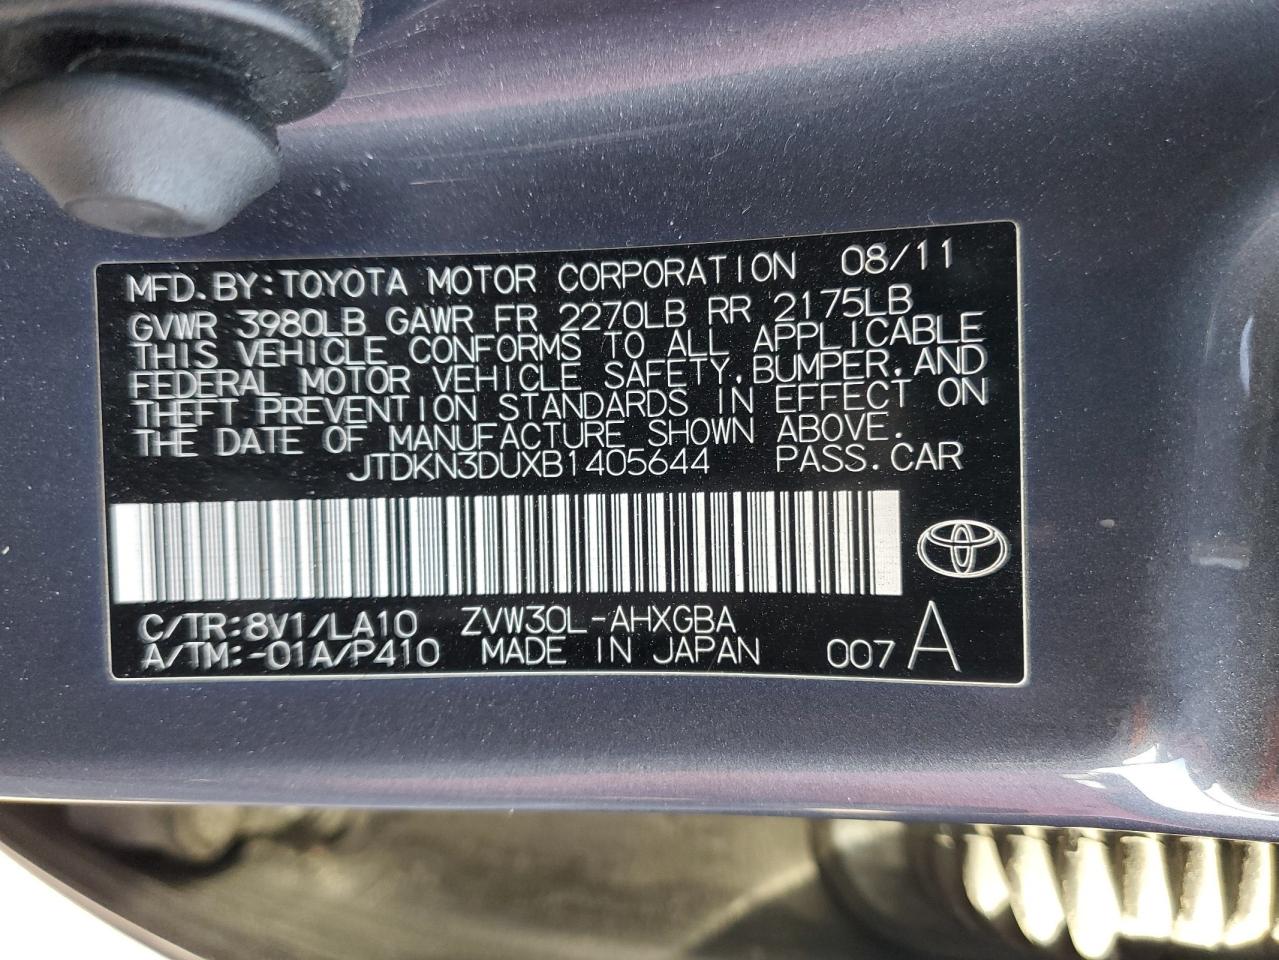 MFD. BY: TOYOTA MOTOR CORPORATION 08/11
GVWR 3980LB GAWR FR 2270LB RR 2175LB
THIS VEHICLE CONFORMS TO ALL APPLICABLE
FEDERAL MOTOR VEHICLE SAFETY, BUMPER, AND
THEFT PREVENTION STANDARDS IN EFFECT ON
THE DATE OF MANUFACTURE SHOWN ABOVE.
JTDKN3DUXB1405644 PASS. CAR
C/TR: 8V1/LA10 ZVW30L-AHXGBA
A/TM: -01A/P410 MADE IN JAPAN 007 A